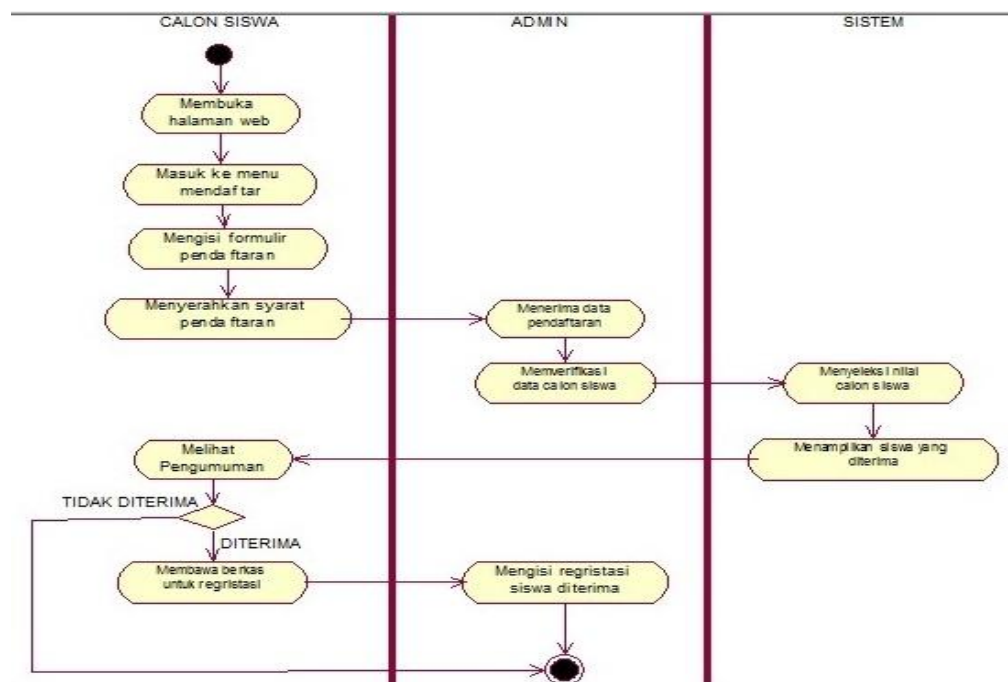 CALON SISWA
ADMIN
SISTEM
Membuka
halaman web
Masuk ke menu
mendaftar
Mengisi formulir
pendaftaran
Menyerahkan syarat
pendaftaran
Menerima data
pendaftaran
Memverifikasi
data calon siswa
Menyeleksi nilai
calon siswa
Menampilkan siswa yang
diterima
Melihat
Pengumuman
TIDAK DITERIMA
DITERIMA
Membawa berkas
untuk regristasi
Mengisi regristasi
siswa diterima